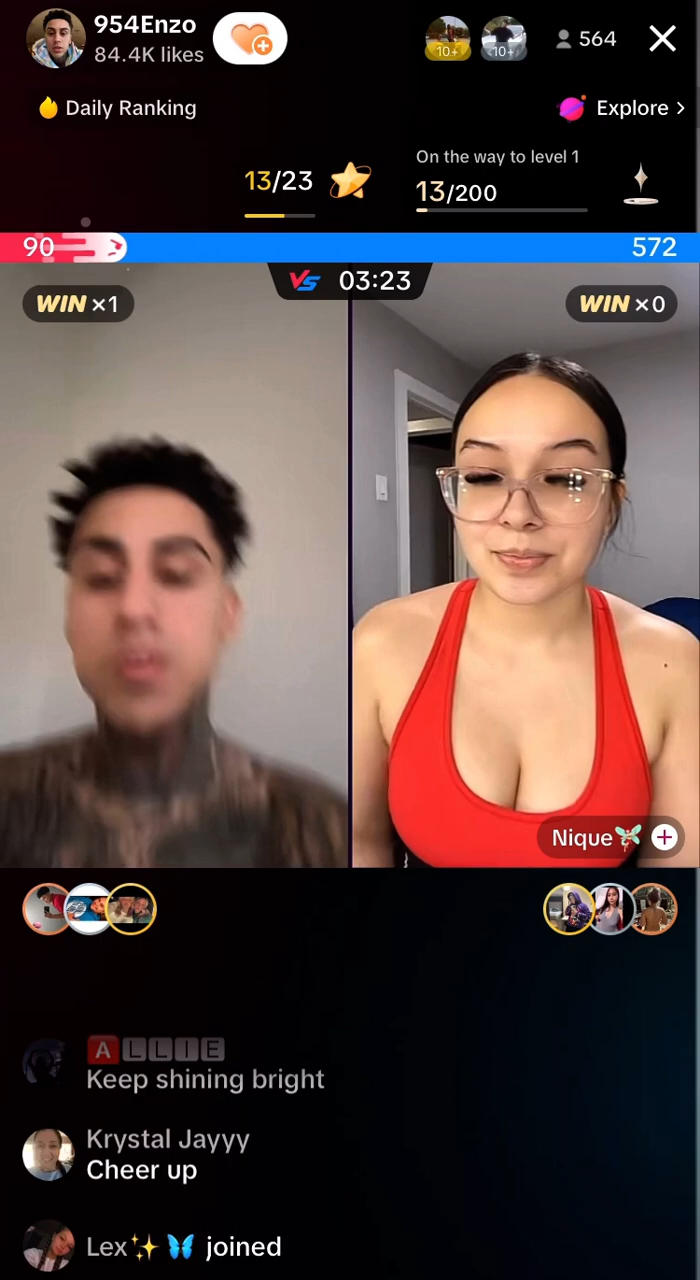 954Enzo
84.4K likes
10+
10+
564
Daily Ranking
Explore
13/23
On the way to level 1
13/200
90
572
VS 03:23
WIN ×1
WIN ×0
Nique
ALLIE
Keep shining bright
Krystal Jayyy
Cheer up
Lex joined